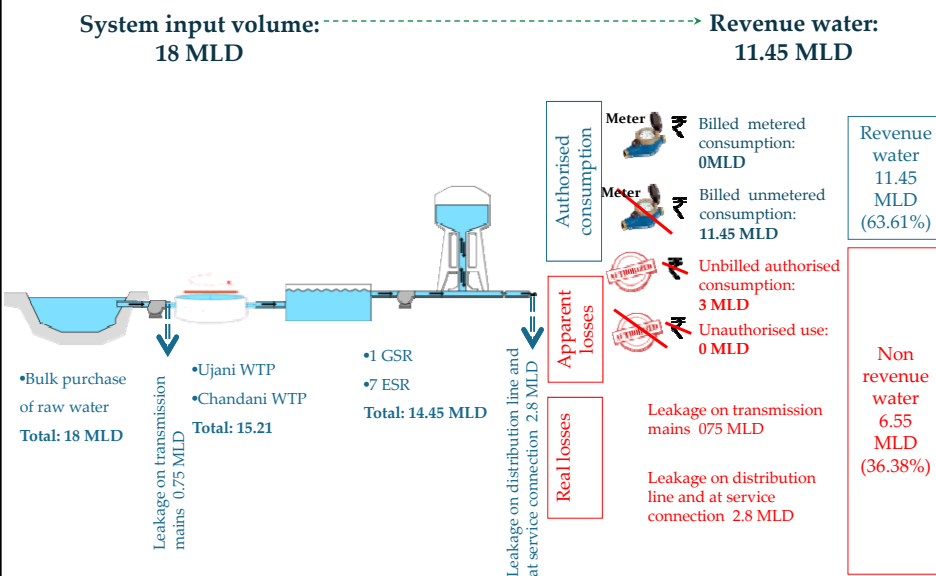 System input volume:
18 MLD
Revenue water:
11.45 MLD
Authorised
consumption
Meter
₹
Billed metered
consumption:
0MLD
Meter
₹
Billed unmetered
consumption:
11.45 MLD
Revenue
water
11.45
MLD
(63.61%)
Apparent
losses
₹
Unbilled authorised
consumption:
3 MLD
₹
Unauthorised use:
0 MLD
Real losses
Leakage on transmission
mains 075 MLD
Leakage on distribution
line and at service
connection 2.8 MLD
Non
revenue
water
6.55
MLD
(36.38%)
•Bulk purchase
of raw water
Total: 18 MLD
Leakage on transmission
mains 0.75 MLD
•Ujani WTP
•Chandani WTP
Total: 15.21
•1 GSR
•7 ESR
Total: 14.45 MLD
Leakage on distribution line and
at service connection 2.8 MLD